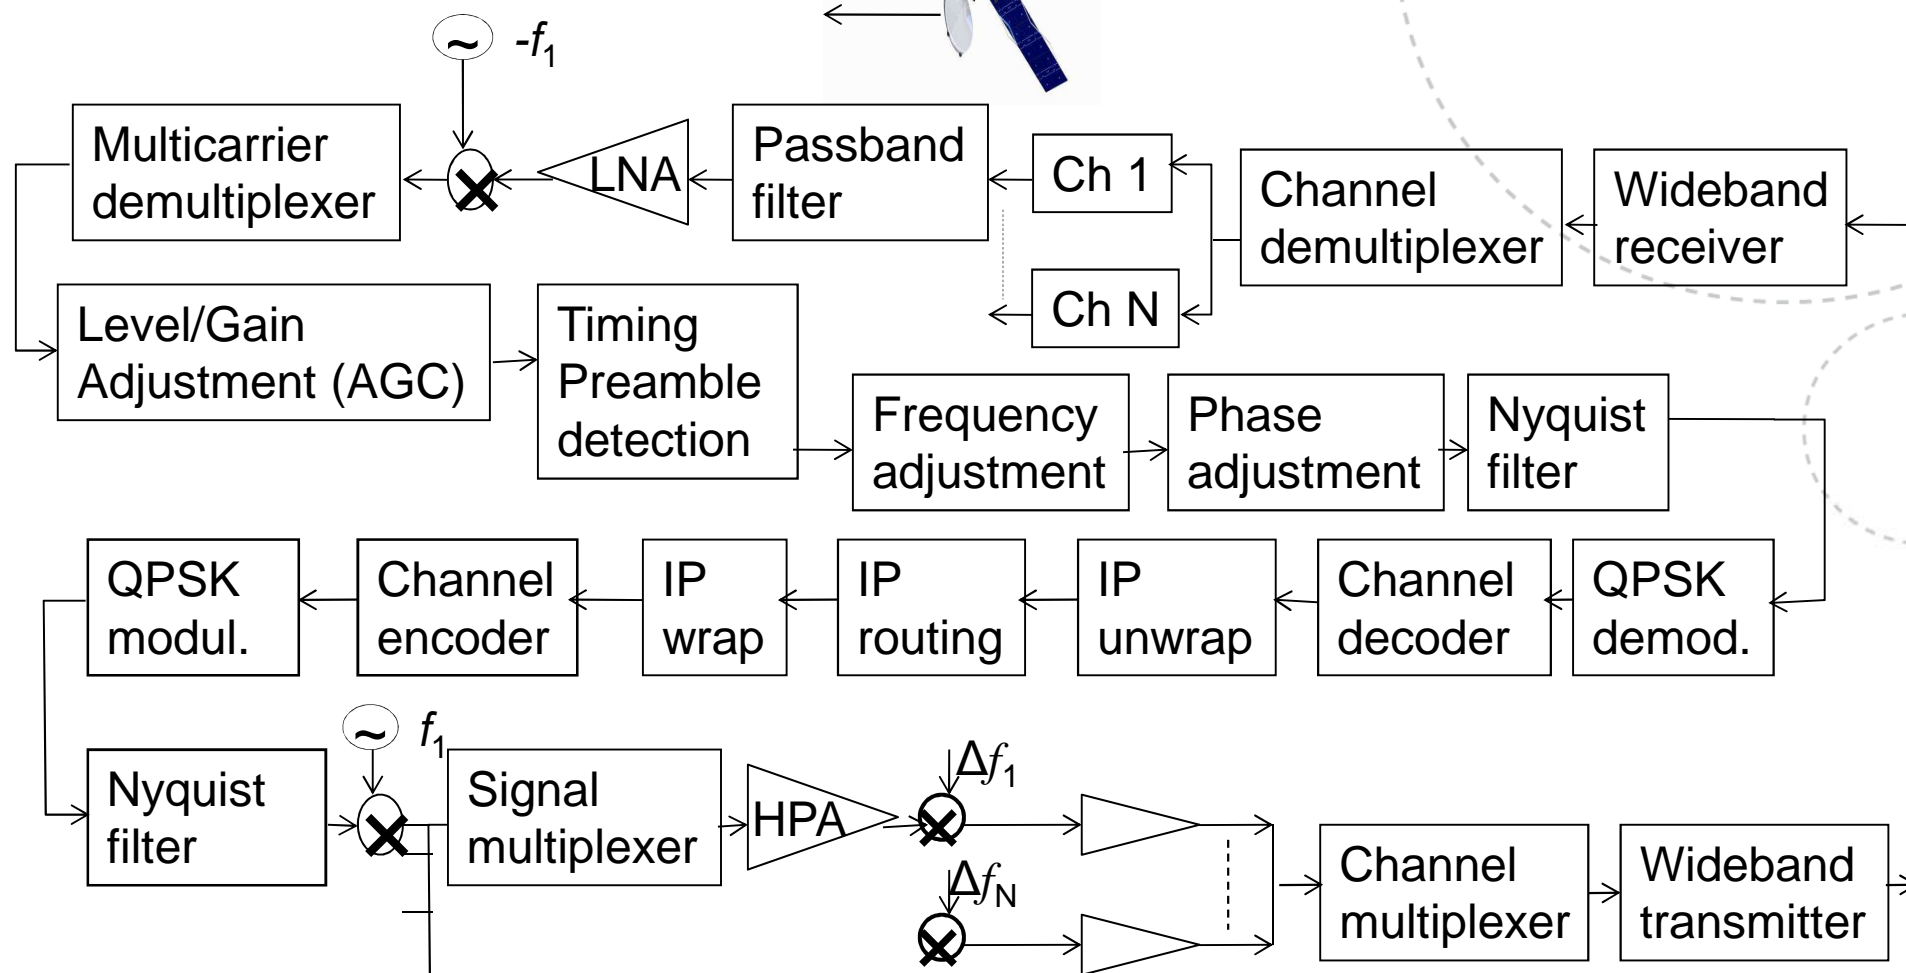 ~
-f1
Multicarrier
demultiplexer
LNA
Passband
filter
Ch 1
Channel
demultiplexer
Wideband
receiver
Ch N
Level/Gain
Adjustment (AGC)
Timing
Preamble
detection
Frequency
adjustment
Phase
adjustment
Nyquist
filter
QPSK
modul.
Channel
encoder
IP
wrap
IP
routing
IP
unwrap
Channel
decoder
QPSK
demod.
~
f1
Nyquist
filter
Signal
multiplexer
HPA
Δf1
ΔfN
Channel
multiplexer
Wideband
transmitter